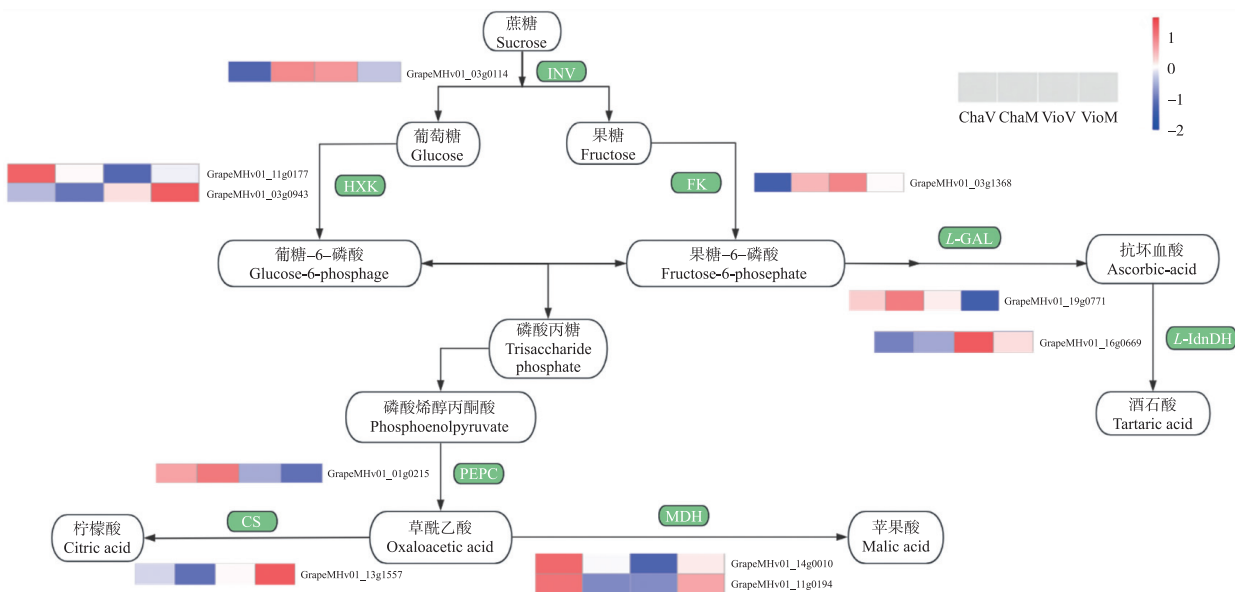 蔗糖
Sucrose
GrapeMHv01_03g0114
INV
1
0
−1
−2
ChaV ChaM VioV VioM
葡萄糖
Glucose
果糖
Fructose
GrapeMHv01_11g0177
GrapeMHv01_03g0943
HXK
FK
GrapeMHv01_03g1368
葡糖−6−磷酸
Glucose-6-phosphage
果糖−6−磷酸
Fructose-6-phosephate
L-GAL
抗坏血酸
Ascorbic-acid
GrapeMHv01_19g0771
磷酸丙糖
Trisaccharide
phosphate
GrapeMHv01_16g0669
L-IdnDH
磷酸烯醇丙酮酸
Phosphoenolpyruvate
酒石酸
Tartaric acid
GrapeMHv01_01g0215
PEPC
柠檬酸
Citric acid
CS
草酰乙酸
Oxaloacetic acid
MDH
苹果酸
Malic acid
GrapeMHv01_13g1557
GrapeMHv01_14g0010
GrapeMHv01_11g0194